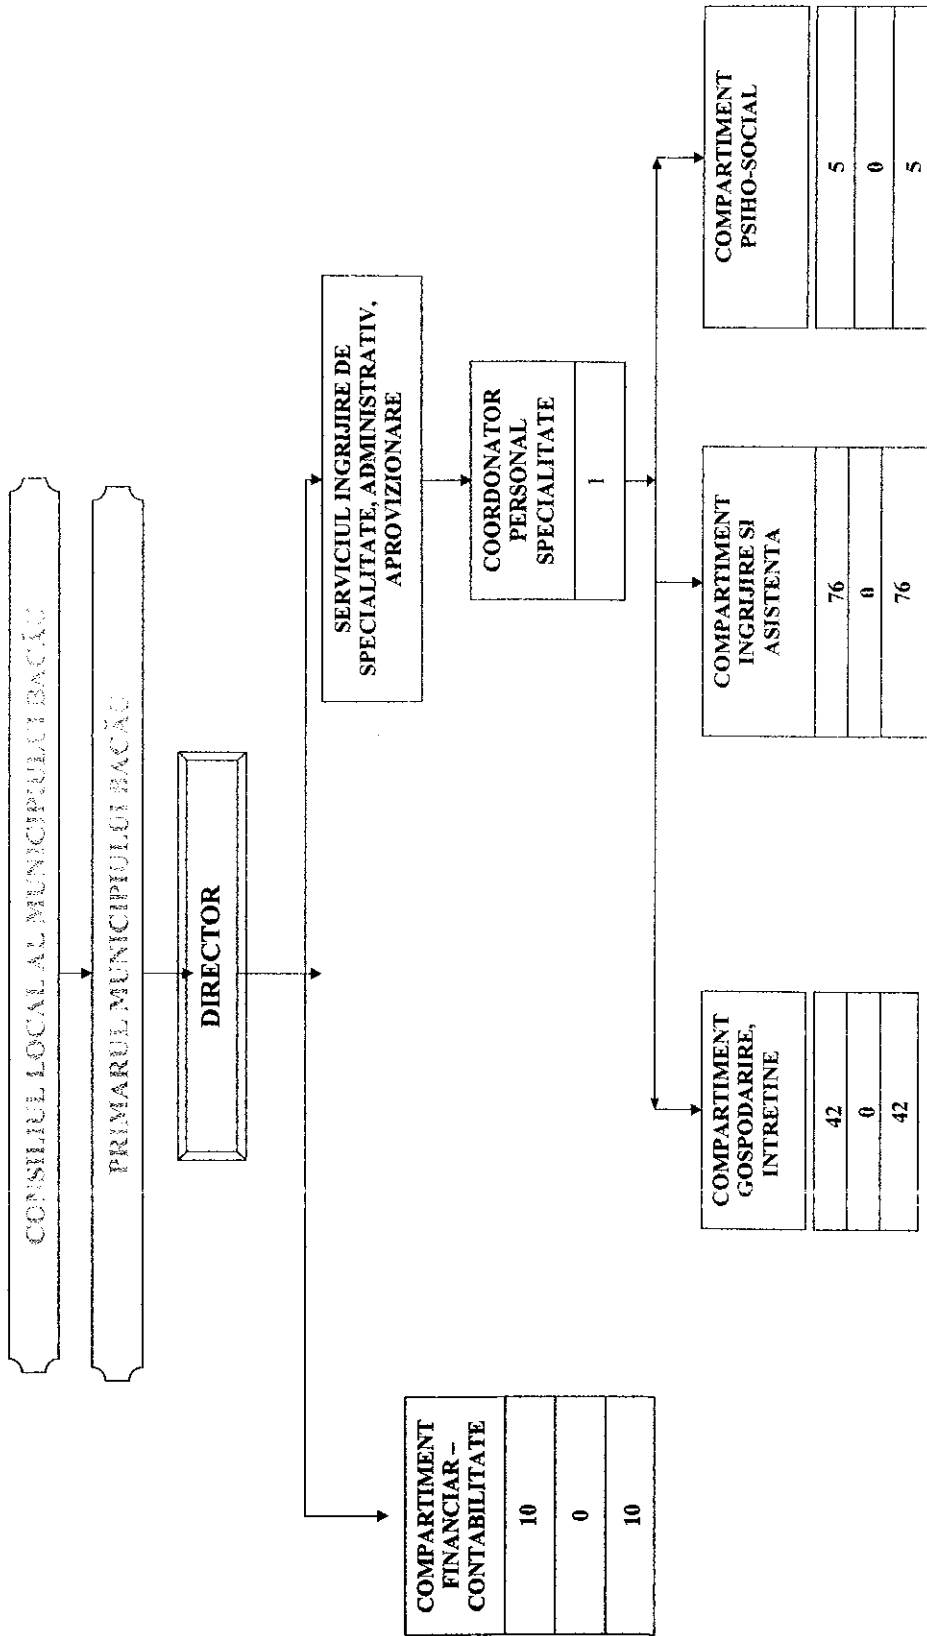 CONSILIUL LOCAL AL MUNICIPIULUI BACĂU
PRIMARUL MUNICIPIULUI BACĂU
DIRECTOR
SERVICIUL INGRIJIRE DE
SPECIALITATE, ADMINISTRATIV,
APROVIZIONARE
COORDONATOR
PERSONAL
SPECIALITATE
1
COMPARTIMENT
FINANCIAR –
CONTABILITATE
10
0
10
COMPARTIMENT
GOSPODARIRE,
INTRETINE
42
0
42
COMPARTIMENT
INGRIJIRE SI
ASISTENTA
76
0
76
COMPARTIMENT
PSIHO-SOCIAL
5
0
5